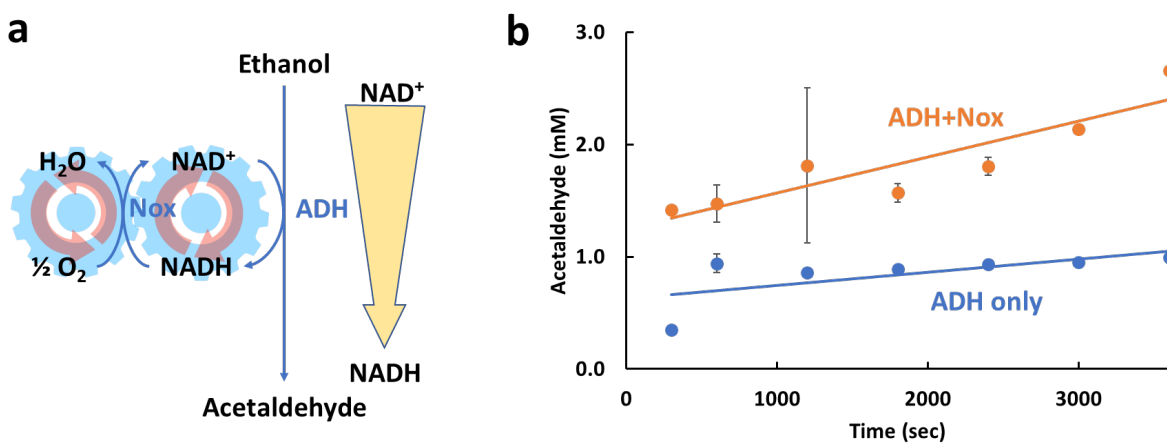 a
Ethanol
NAD⁺
H₂O
NAD⁺
Nox
ADH
½ O₂
NADH
NADH
Acetaldehyde
b
Acetaldehyde (mM)
3.0
2.0
1.0
0.0
ADH+Nox
ADH only
0
1000
2000
3000
Time (sec)